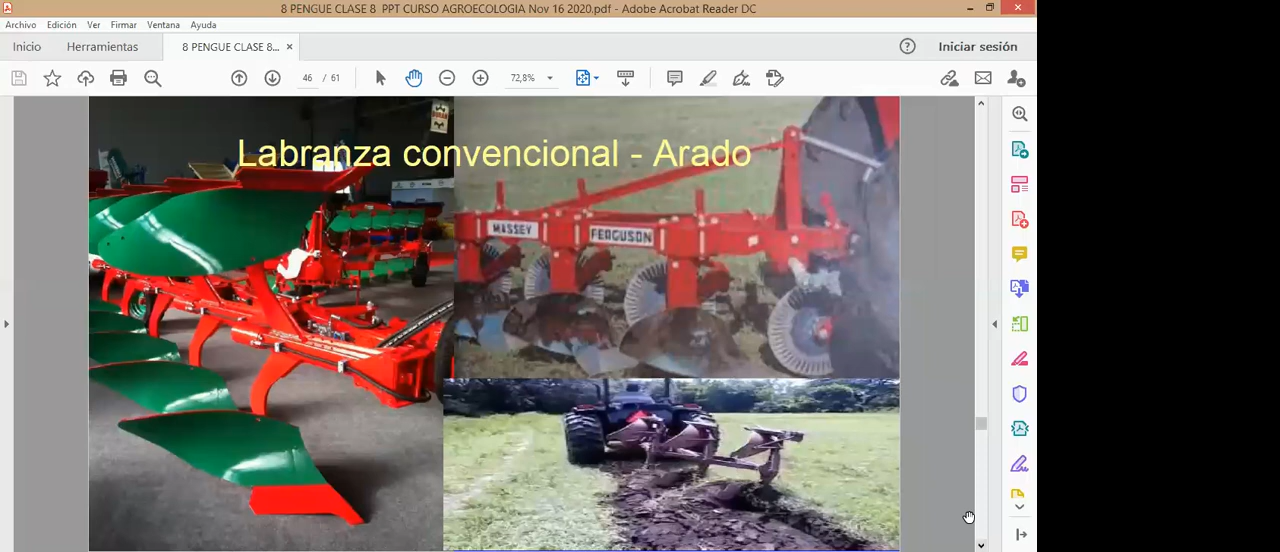 8 PENGUE CLASE 8 PPT CURSO AGROECOLOGIA Nov 16 2020.pdf - Adobe Acrobat Reader DC
Archivo Edición Ver Firmar Ventana Ayuda
Inicio Herramientas 8 PENGUE CLASE 8... × Iniciar sesión
46 / 61 72,8%
Labranza convencional - Arado
MASSEY FERGUSON